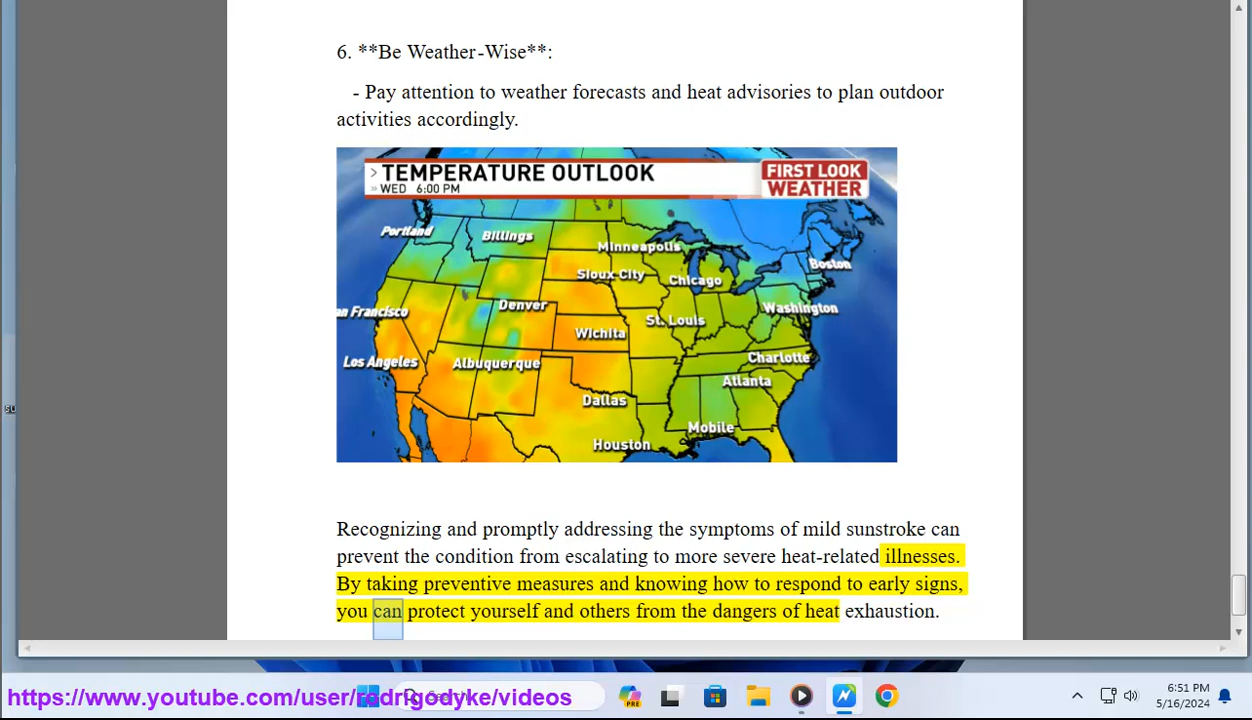 6. **Be Weather-Wise**:
- Pay attention to weather forecasts and heat advisories to plan outdoor
activities accordingly.
> TEMPERATURE OUTLOOK
» WED 6:00 PM
FIRST LOOK
WEATHER
Portland
Billings
Minneapolis
Boston
Sioux City
Chicago
Denver
Washington
an Francisco
St. Louis
Wichita
Los Angeles
Albuquerque
Charlotte
Atlanta
Dallas
Mobile
Houston
Recognizing and promptly addressing the symptoms of mild sunstroke can
prevent the condition from escalating to more severe heat-related illnesses.
By taking preventive measures and knowing how to respond to early signs,
you can protect yourself and others from the dangers of heat exhaustion.
https://www.youtube.com/user/rodrigodyke/videos
PRE
6:51 PM
5/16/2024